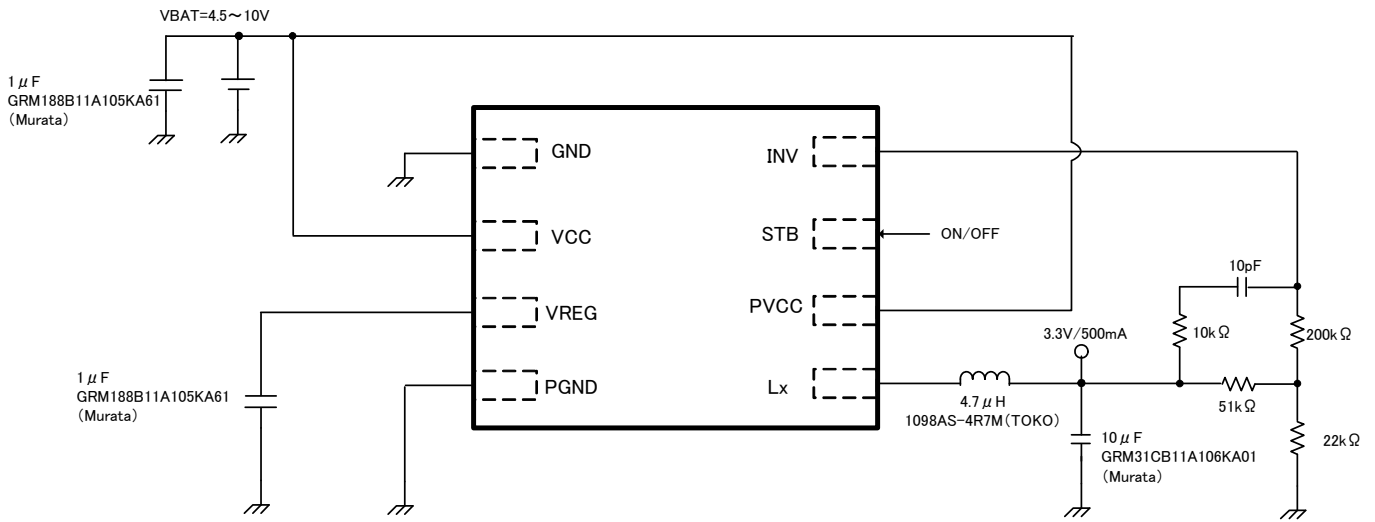 VBAT=4.5～10V
1μF
GRM188B11A105KA61
(Murata)
GND
VCC
VREG
PGND
INV
STB
PVCC
Lx
ON/OFF
1μF
GRM188B11A105KA61
(Murata)
10pF
10kΩ
200kΩ
3.3V/500mA
51kΩ
4.7μH
1098AS-4R7M(TOKO)
10μF
GRM31CB11A106KA01
(Murata)
22kΩ